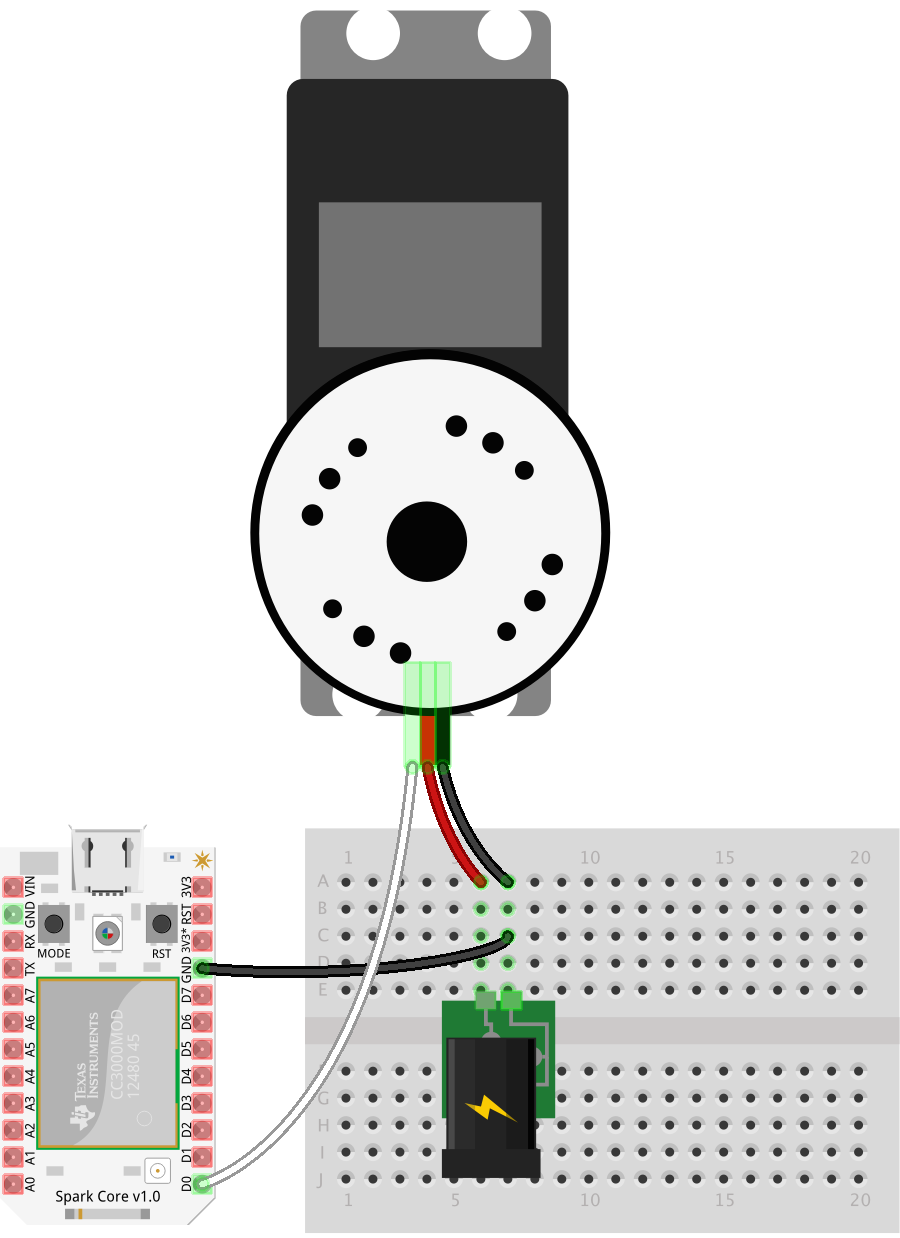 1 5 10 15 20
A
B
C
D
E
G
H
I
J
1 5 10 15 20
VIN
GND
RX
TX
A7
A6
A5
A4
A3
A2
A1
A0
3V3
RST
3V3*
GND
D7
D6
D5
D4
D3
D2
D1
D0
MODE
RST
TEXAS
INSTRUMENTS
CC3000MOD
12480 45
Spark Core v1.0